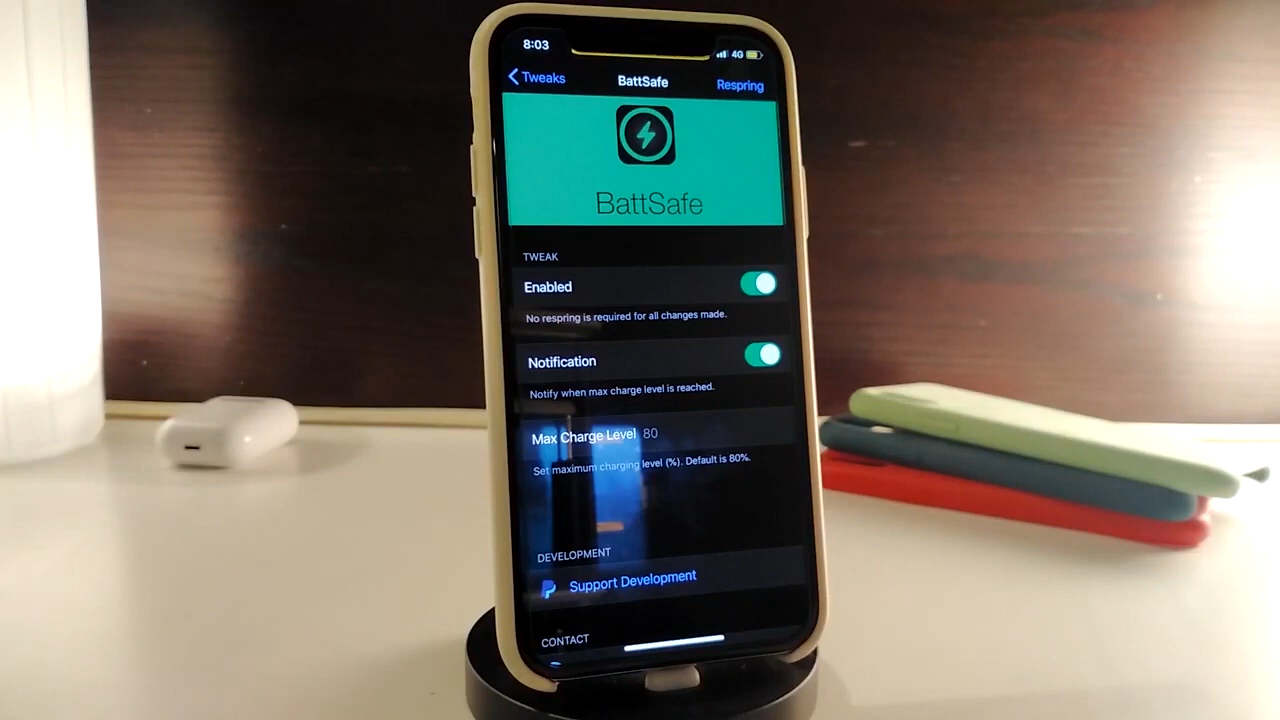 8:03
4G
Tweaks
BattSafe
Respring
BattSafe
TWEAK
Enabled
No respring is required for all changes made.
Notification
Notify when max charge level is reached.
Max Charge Level 80
Set maximum charging level (%). Default is 80%.
DEVELOPMENT
Support Development
CONTACT